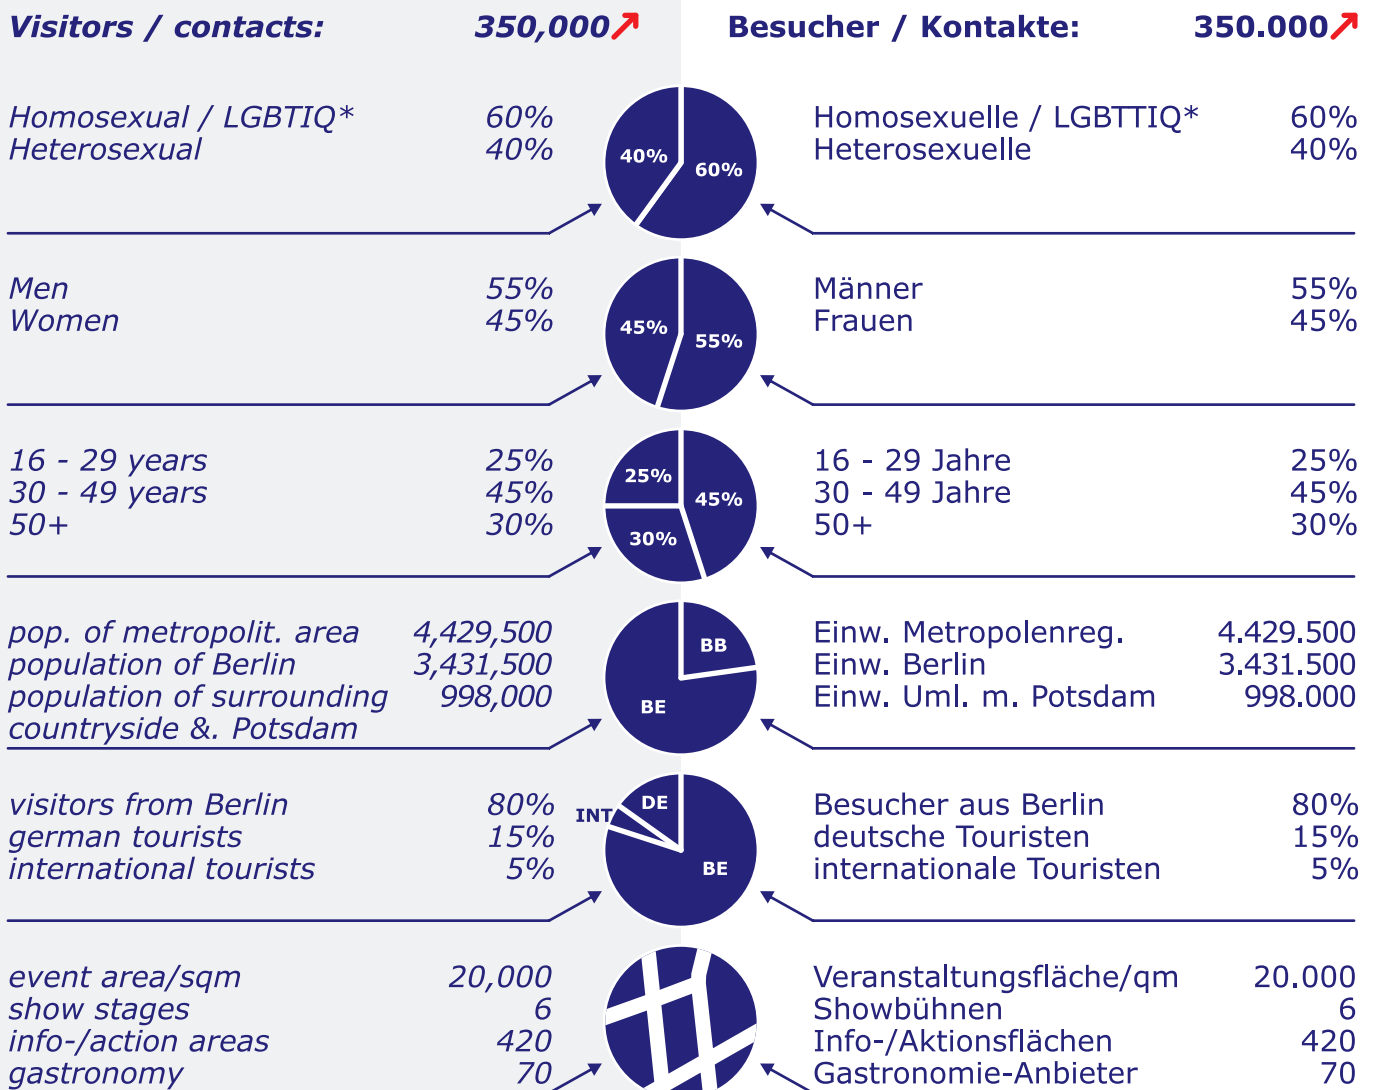 Visitors / contacts: 350,000
Homosexual / LGBTIQ* 60%
Heterosexual 40%
Men 55%
Women 45%
16 - 29 years 25%
30 - 49 years 45%
50+ 30%
pop. of metropolit. area 4,429,500
population of Berlin 3,431,500
population of surrounding 998,000
countryside &. Potsdam
visitors from Berlin 80%
german tourists 15%
international tourists 5%
event area/sqm 20,000
show stages 6
info-/action areas 420
gastronomy 70
40%
60%
45%
55%
25%
45%
30%
BB
BE
INT
DE
BE
Besucher / Kontakte: 350.000
Homosexuelle / LGBTTIQ* 60%
Heterosexuelle 40%
Männer 55%
Frauen 45%
16 - 29 Jahre 25%
30 - 49 Jahre 45%
50+ 30%
Einw. Metropolenreg. 4.429.500
Einw. Berlin 3.431.500
Einw. Uml. m. Potsdam 998.000
Besucher aus Berlin 80%
deutsche Touristen 15%
internationale Touristen 5%
Veranstaltungsfläche/qm 20.000
Showbühnen 6
Info-/Aktionsflächen 420
Gastronomie-Anbieter 70